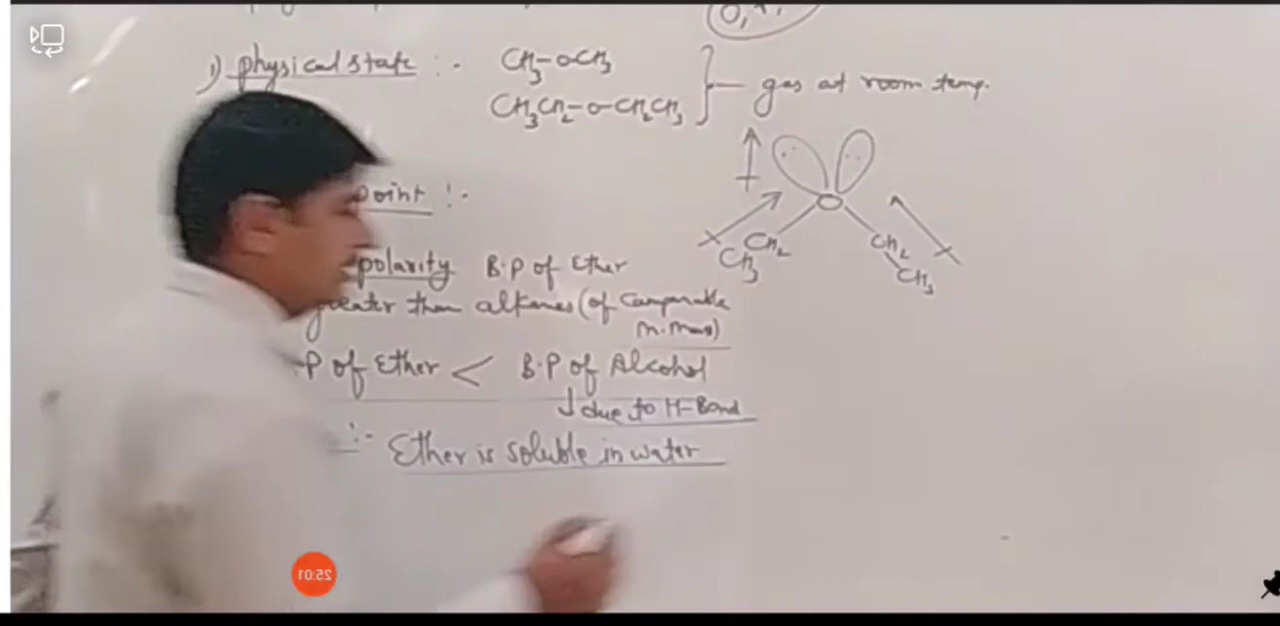 1) physical state :- CH3-OCH3
CH3CH2-O-CH2CH3 } — gas at room temp.
point :-
O
CH2 CH2
CH3 CH3
polarity B.P of Ether
greater than alkanes (of Comparable
m.mass)
P of Ether < B.P of Alcohol
↓ due to H-Bond
:- Ether is soluble in water
10:52